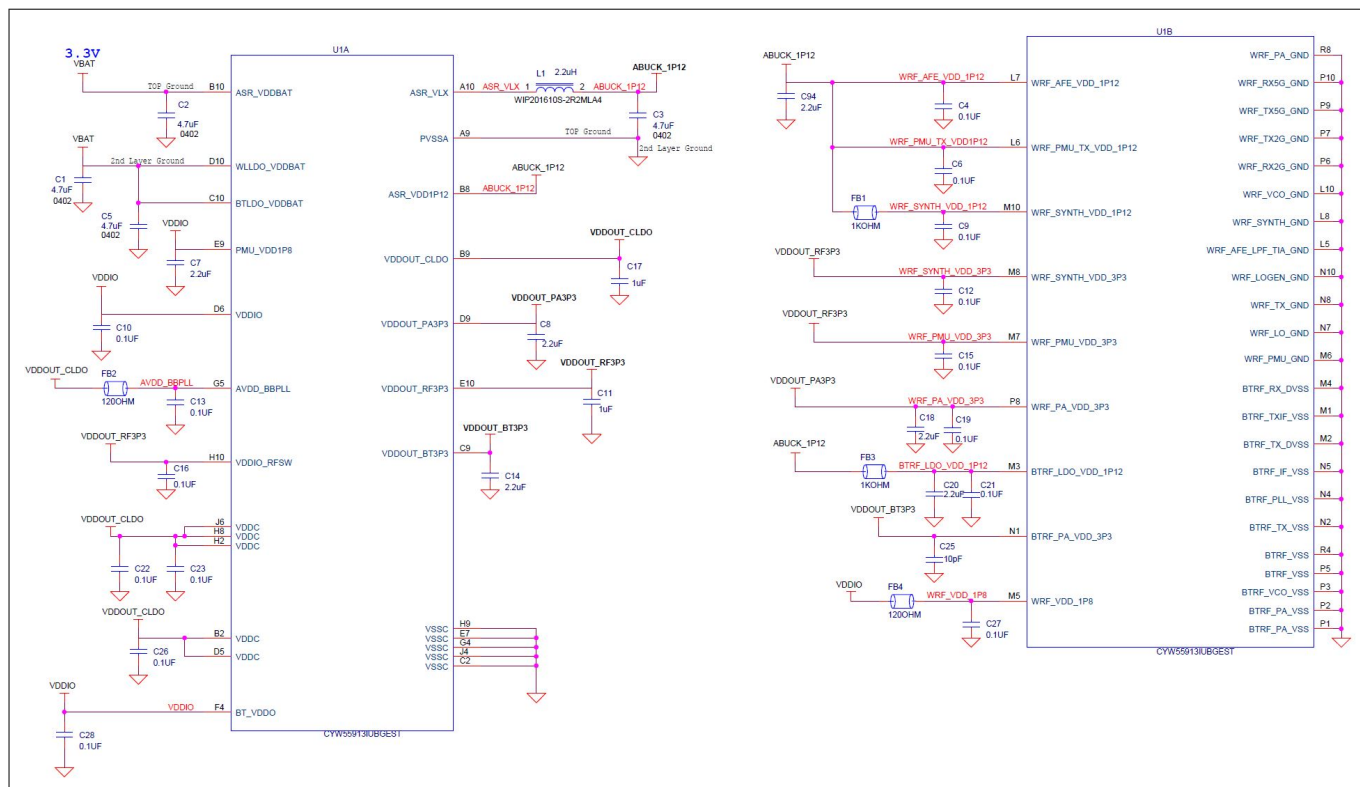 3.3V
U1A
VBAT
TOP Ground
B10
ASR_VDDBAT
C2
4.7uF
0402
VBAT
2nd Layer Ground
D10
WLLDO_VDDBAT
C1
4.7uF
0402
C10
BTLDO_VDDBAT
C5
4.7uF
0402
VDDIO
E9
PMU_VDD1P8
C7
2.2uF
VDDIO
D6
VDDIO
C10
0.1UF
VDDOUT_CLDO
FB2
120OHM
AVDD_BBPLL
G5
AVDD_BBPLL
C13
0.1UF
VDDOUT_RF3P3
H10
VDDIO_RFSW
C16
0.1UF
VDDOUT_CLDO
J6
VDDC
H8
VDDC
H2
VDDC
C22
0.1UF
C23
0.1UF
VDDOUT_CLDO
B2
VDDC
D5
VDDC
C26
0.1UF
VDDIO
VDDIO
F4
BT_VDDO
C28
0.1UF
ASR_VLX
A10
ASR_VLX
L1
2.2uH
1
2
WIP201610S-2R2MLA4
ABUCK_1P12
ABUCK_1P12
C3
4.7uF
0402
PVSSA
A9
TOP Ground
2nd Layer Ground
ABUCK_1P12
ASR_VDD1P12
B8
ABUCK_1P12
VDDOUT_CLDO
VDDOUT_CLDO
B9
C17
1uF
VDDOUT_PA3P3
VDDOUT_PA3P3
D9
C8
2.2uF
VDDOUT_RF3P3
VDDOUT_RF3P3
E10
C11
1uF
VDDOUT_BT3P3
VDDOUT_BT3P3
C9
C14
2.2uF
VSSC
H9
VSSC
E7
VSSC
G4
VSSC
J4
VSSC
C2
CYW55913IUBGEST
U1B
ABUCK_1P12
C94
2.2uF
WRF_AFE_VDD_1P12
L7
WRF_AFE_VDD_1P12
C4
0.1UF
WRF_PMU_TX_VDD1P12
L6
WRF_PMU_TX_VDD_1P12
C6
0.1UF
FB1
1KOHM
WRF_SYNTH_VDD_1P12
M10
WRF_SYNTH_VDD_1P12
C9
0.1UF
VDDOUT_RF3P3
WRF_SYNTH_VDD_3P3
M8
WRF_SYNTH_VDD_3P3
C12
0.1UF
VDDOUT_RF3P3
WRF_PMU_VDD_3P3
M7
WRF_PMU_VDD_3P3
C15
0.1UF
VDDOUT_PA3P3
WRF_PA_VDD_3P3
P8
WRF_PA_VDD_3P3
C18
2.2uF
C19
0.1UF
ABUCK_1P12
FB3
1KOHM
BTRF_LDO_VDD_1P12
M3
BTRF_LDO_VDD_1P12
C20
2.2uF
C21
0.1UF
VDDOUT_BT3P3
N1
BTRF_PA_VDD_3P3
C25
10pF
VDDIO
FB4
120OHM
WRF_VDD_1P8
M5
WRF_VDD_1P8
C27
0.1UF
WRF_PA_GND
R8
WRF_RX5G_GND
P10
WRF_TX5G_GND
P9
WRF_TX2G_GND
P7
WRF_RX2G_GND
P6
WRF_VCO_GND
L10
WRF_SYNTH_GND
L8
WRF_AFE_LPF_TIA_GND
L5
WRF_LOGEN_GND
N10
WRF_TX_GND
N8
WRF_LO_GND
N7
WRF_PMU_GND
M6
BTRF_RX_DVSS
M4
BTRF_TXIF_VSS
M1
BTRF_TX_DVSS
M2
BTRF_IF_VSS
N5
BTRF_PLL_VSS
N4
BTRF_TX_VSS
N2
BTRF_VSS
R4
BTRF_VSS
P5
BTRF_VCO_VSS
P3
BTRF_PA_VSS
P2
BTRF_PA_VSS
P1
CYW55913IUBGEST